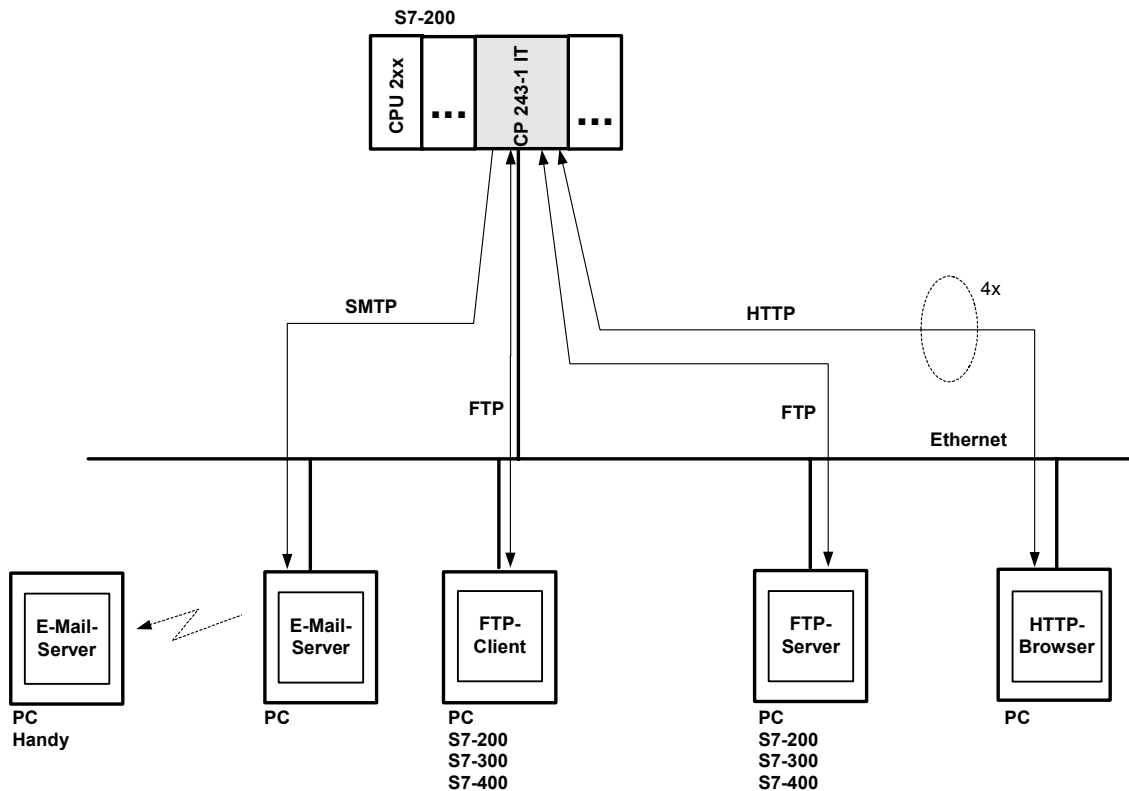 S7-200
CPU 2xx
...
CP 243-1 IT
...
4x
SMTP
HTTP
FTP
FTP
Ethernet
E-Mail-
Server
E-Mail-
Server
FTP-
Client
FTP-
Server
HTTP-
Browser
PC
Handy
PC
PC
S7-200
S7-300
S7-400
PC
S7-200
S7-300
S7-400
PC